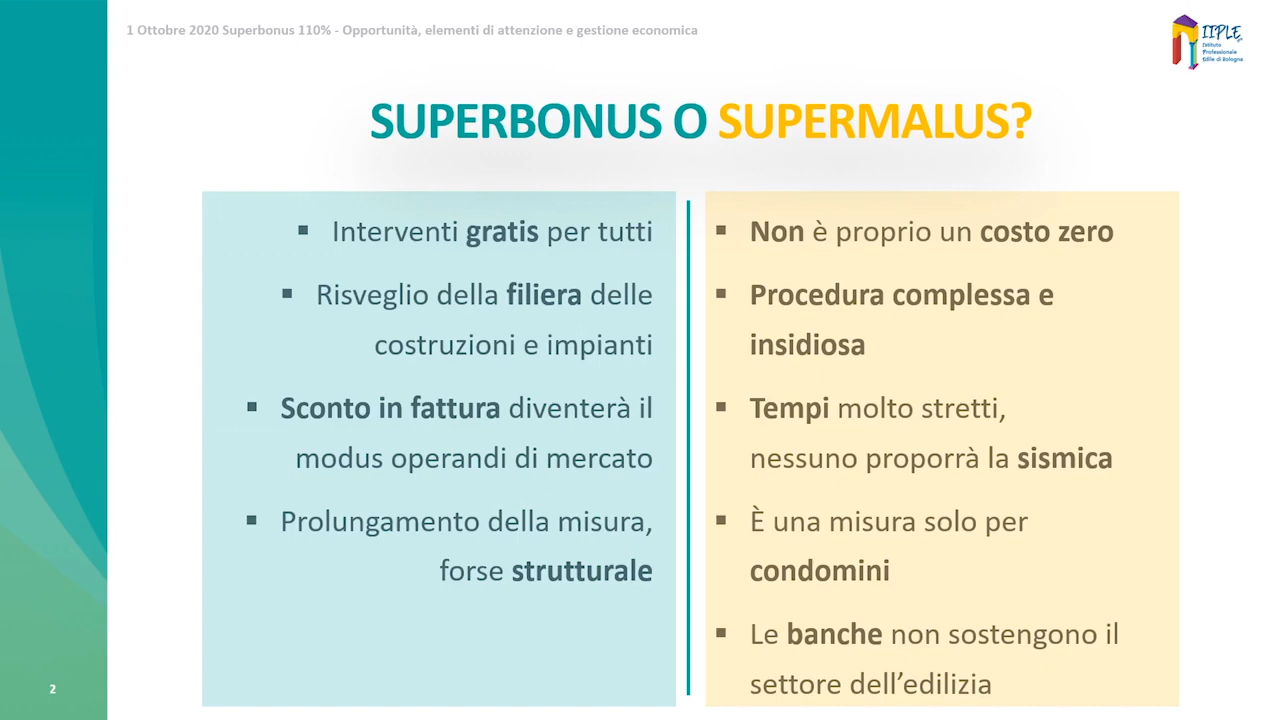 1 Ottobre 2020 Superbonus 110% - Opportunità, elementi di attenzione e gestione economica
IIPLE
Istituto
Professionale
Edile di Bologna
SUPERBONUS O SUPERMALUS?
▪ Interventi gratis per tutti
▪ Risveglio della filiera delle
costruzioni e impianti
▪ Sconto in fattura diventerà il
modus operandi di mercato
▪ Prolungamento della misura,
forse strutturale
▪ Non è proprio un costo zero
▪ Procedura complessa e
insidiosa
▪ Tempi molto stretti,
nessuno proporrà la sismica
▪ È una misura solo per
condomini
▪ Le banche non sostengono il
settore dell’edilizia
2